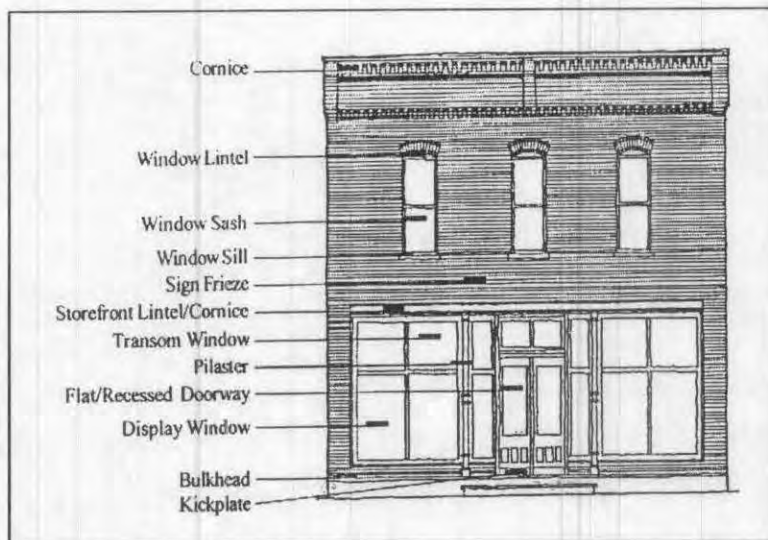 Cornice
Window Lintel
Window Sash
Window Sill
Sign Frieze
Storefront Lintel/Cornice
Transom Window
Pilaster
Flat/Recessed Doorway
Display Window
Bulkhead
Kickplate